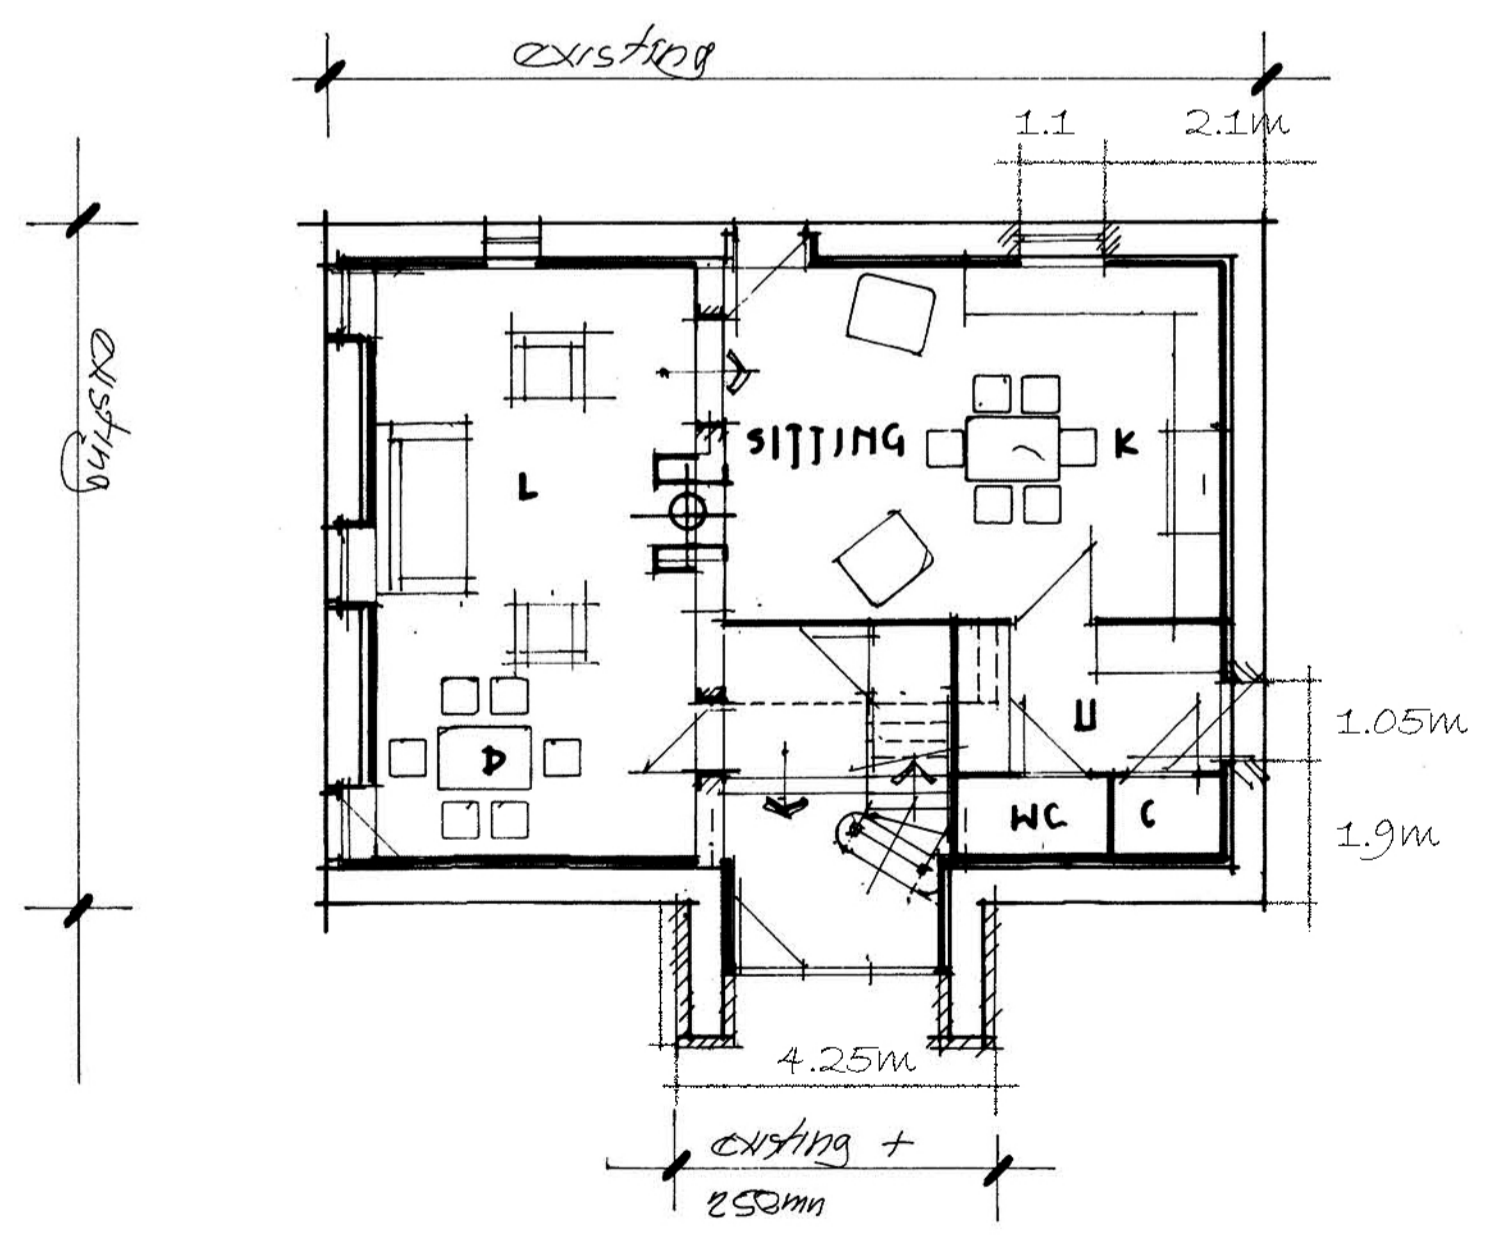 existing
1.1 2.1m
existing
SITTING K
L
U
1.05m
D
WC C
1.9m
4.25m
existing +
250mm